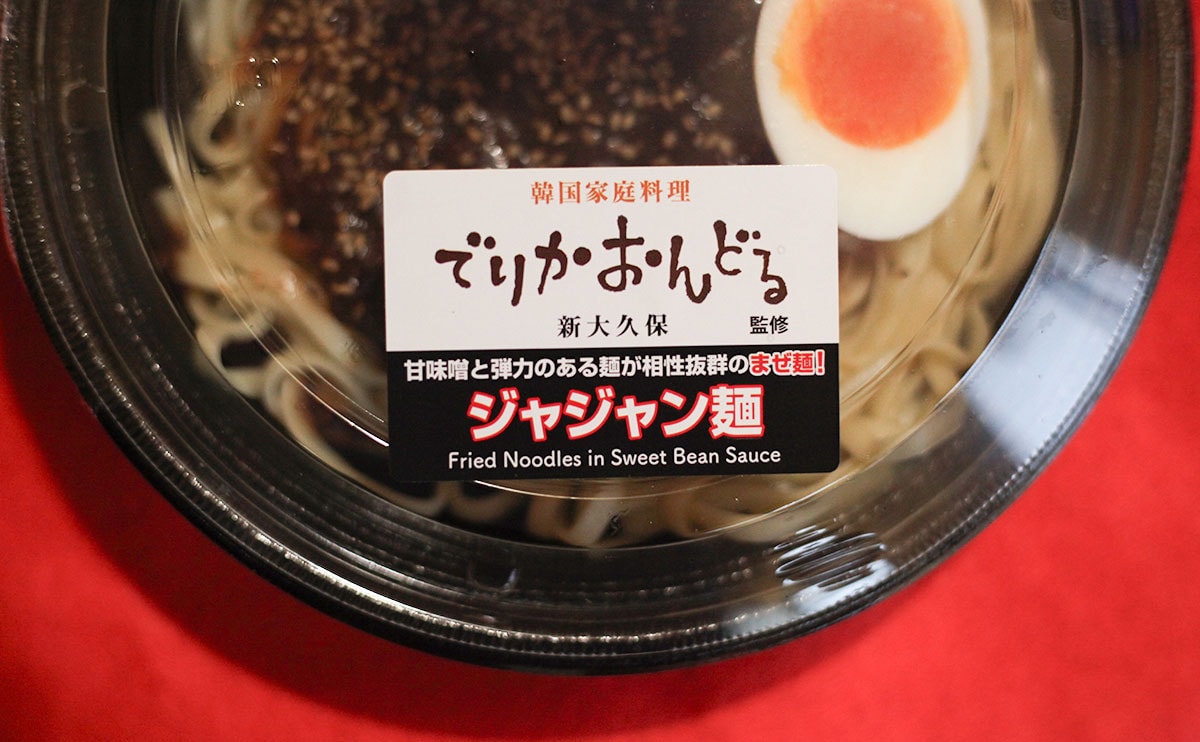 韓国家庭料理
でりかおんどる
新大久保 監修
甘味噌と弾力のある麺が相性抜群のまぜ麺!
ジャジャン麺
Fried Noodles in Sweet Bean Sauce